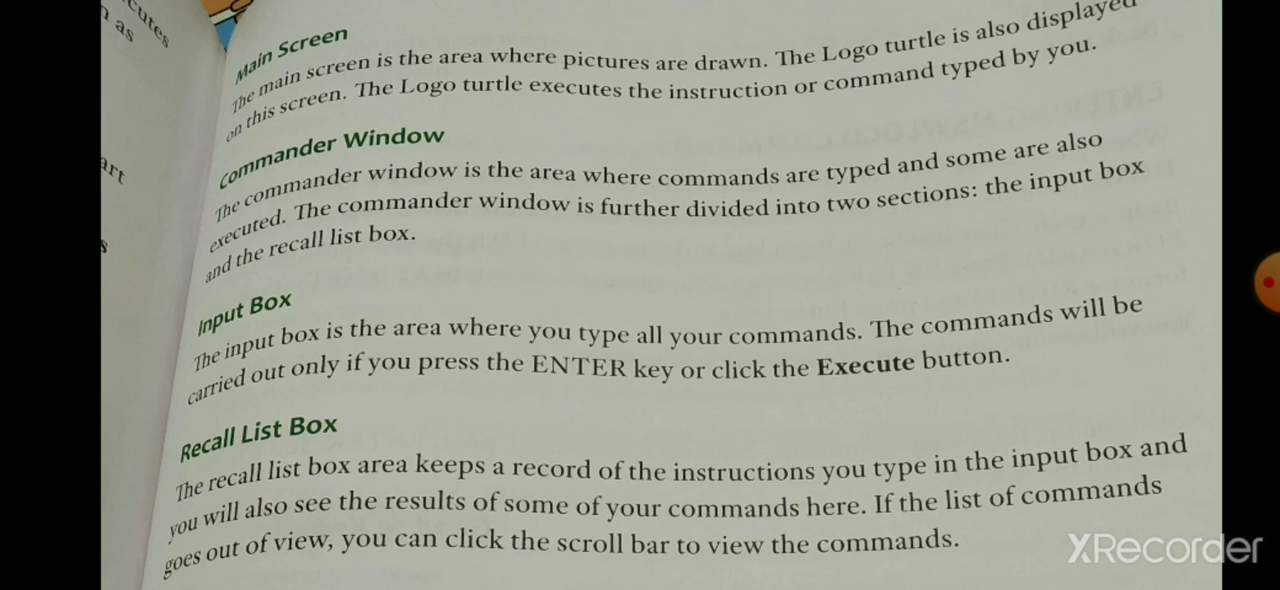 cutes
as
art
s
Main Screen
The main screen is the area where pictures are drawn. The Logo turtle is also displayed
on this screen. The Logo turtle executes the instruction or command typed by you.
Commander Window
The commander window is the area where commands are typed and some are also
executed. The commander window is further divided into two sections: the input box
and the recall list box.
Input Box
The input box is the area where you type all your commands. The commands will be
carried out only if you press the ENTER key or click the Execute button.
Recall List Box
The recall list box area keeps a record of the instructions you type in the input box and
you will also see the results of some of your commands here. If the list of commands
goes out of view, you can click the scroll bar to view the commands.
XRecorder